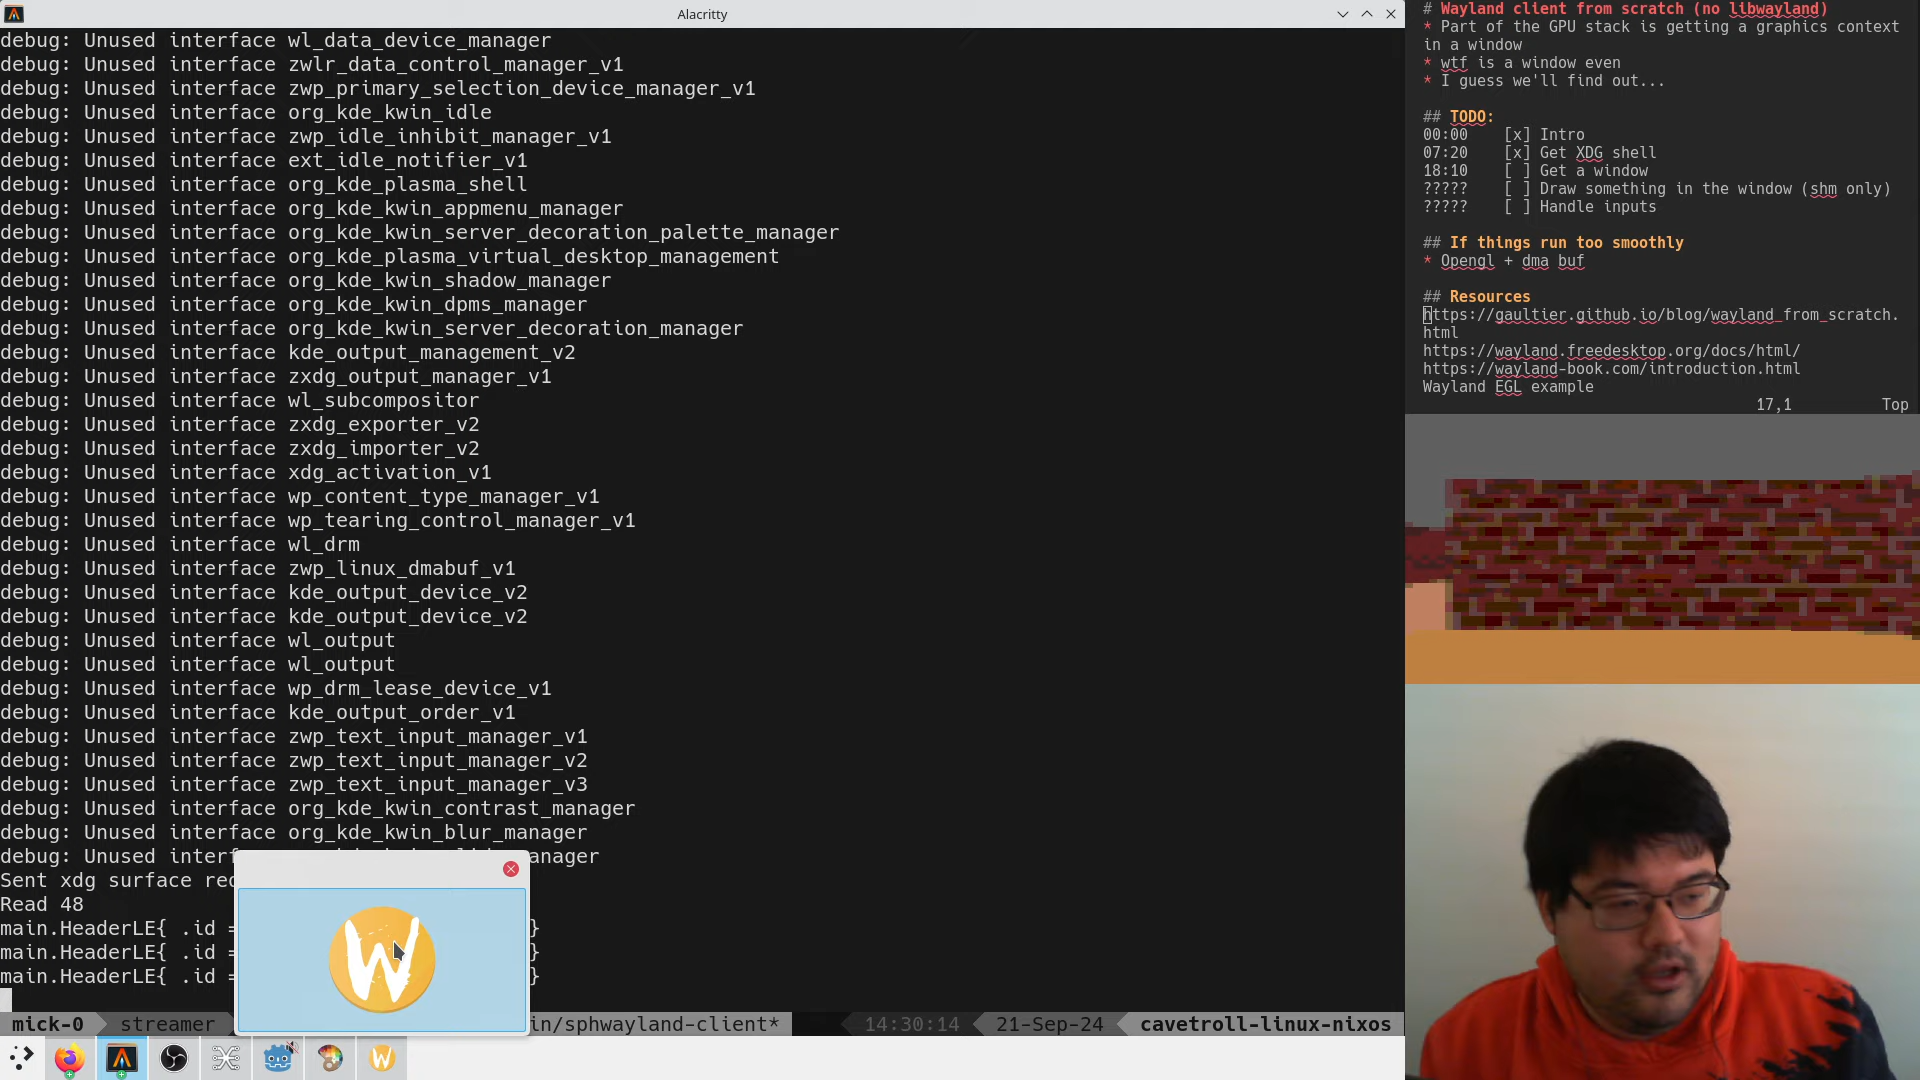 Alacritty
debug: Unused interface wl_data_device_manager
debug: Unused interface zwlr_data_control_manager_v1
debug: Unused interface zwp_primary_selection_device_manager_v1
debug: Unused interface org_kde_kwin_idle
debug: Unused interface zwp_idle_inhibit_manager_v1
debug: Unused interface ext_idle_notifier_v1
debug: Unused interface org_kde_plasma_shell
debug: Unused interface org_kde_kwin_appmenu_manager
debug: Unused interface org_kde_kwin_server_decoration_palette_manager
debug: Unused interface org_kde_plasma_virtual_desktop_management
debug: Unused interface org_kde_kwin_shadow_manager
debug: Unused interface org_kde_kwin_dpms_manager
debug: Unused interface org_kde_kwin_server_decoration_manager
debug: Unused interface kde_output_management_v2
debug: Unused interface zxdg_output_manager_v1
debug: Unused interface wl_subcompositor
debug: Unused interface zxdg_exporter_v2
debug: Unused interface zxdg_importer_v2
debug: Unused interface xdg_activation_v1
debug: Unused interface wp_content_type_manager_v1
debug: Unused interface wp_tearing_control_manager_v1
debug: Unused interface wl_drm
debug: Unused interface zwp_linux_dmabuf_v1
debug: Unused interface kde_output_device_v2
debug: Unused interface kde_output_device_v2
debug: Unused interface wl_output
debug: Unused interface wl_output
debug: Unused interface wp_drm_lease_device_v1
debug: Unused interface kde_output_order_v1
debug: Unused interface zwp_text_input_manager_v1
debug: Unused interface zwp_text_input_manager_v2
debug: Unused interface zwp_text_input_manager_v3
debug: Unused interface org_kde_kwin_contrast_manager
debug: Unused interface org_kde_kwin_blur_manager
debug: Unused anager
Sent xdg surface
Read 48
main.HeaderLE{ .id = }
main.HeaderLE{ .id = }
main.HeaderLE{ .id = }
W
mick-0 streamer in/sphwayland-client* 14:30:14 21-Sep-24 cavetroll-linux-nixos
# Wayland client from scratch (no libwayland)
* Part of the GPU stack is getting a graphics context
in a window
* wtf is a window even
* I guess we'll find out...
## TODO:
00:00 [x] Intro
07:20 [x] Get XDG shell
18:10 [ ] Get a window
????? [ ] Draw something in the window (shm only)
????? [ ] Handle inputs
## If things run too smoothly
* Opengl + dma buf
## Resources
https://gaultier.github.io/blog/wayland_from_scratch.
html
https://wayland.freedesktop.org/docs/html/
https://wayland-book.com/introduction.html
Wayland EGL example
17,1 Top